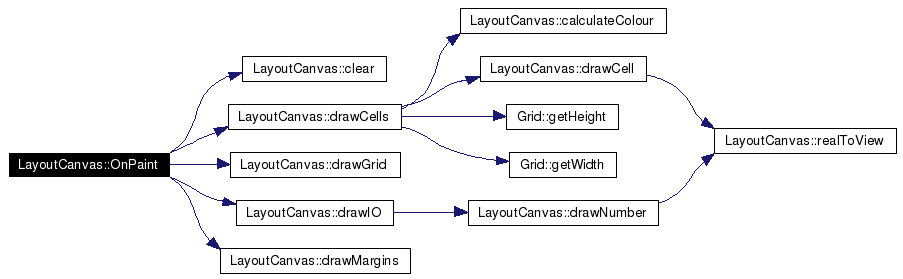 LayoutCanvas::calculateColour
LayoutCanvas::clear
LayoutCanvas::drawCell
LayoutCanvas::drawCells
Grid::getHeight
LayoutCanvas::realToView
LayoutCanvas::OnPaint
LayoutCanvas::drawGrid
Grid::getWidth
LayoutCanvas::drawIO
LayoutCanvas::drawNumber
LayoutCanvas::drawMargins